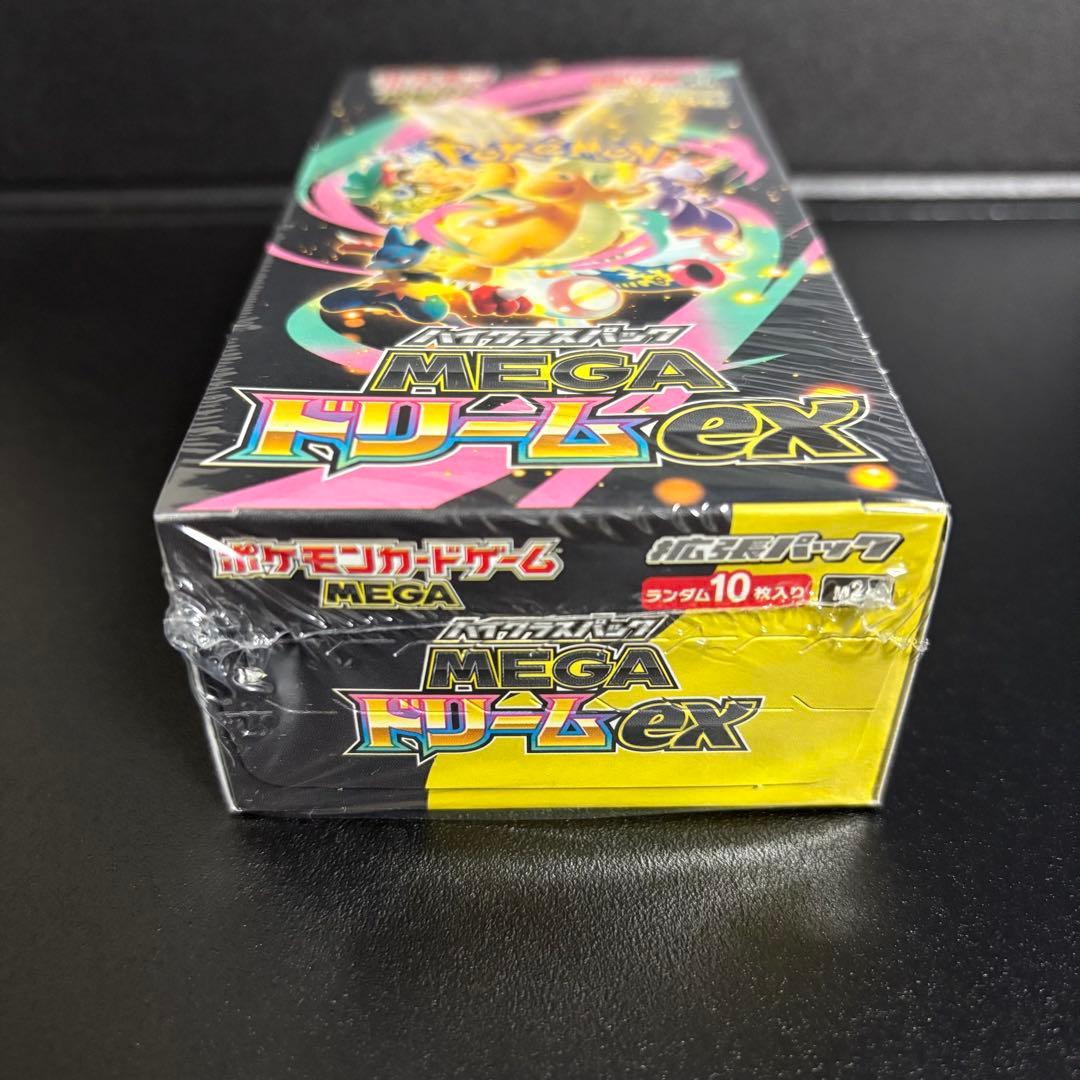 POKÉMON
ハイクラスパック
MEGA
ドリームex
ポケモンカードゲーム
MEGA
拡張パック
ランダム10枚入り
ハイクラスパック
MEGA
ドリームex